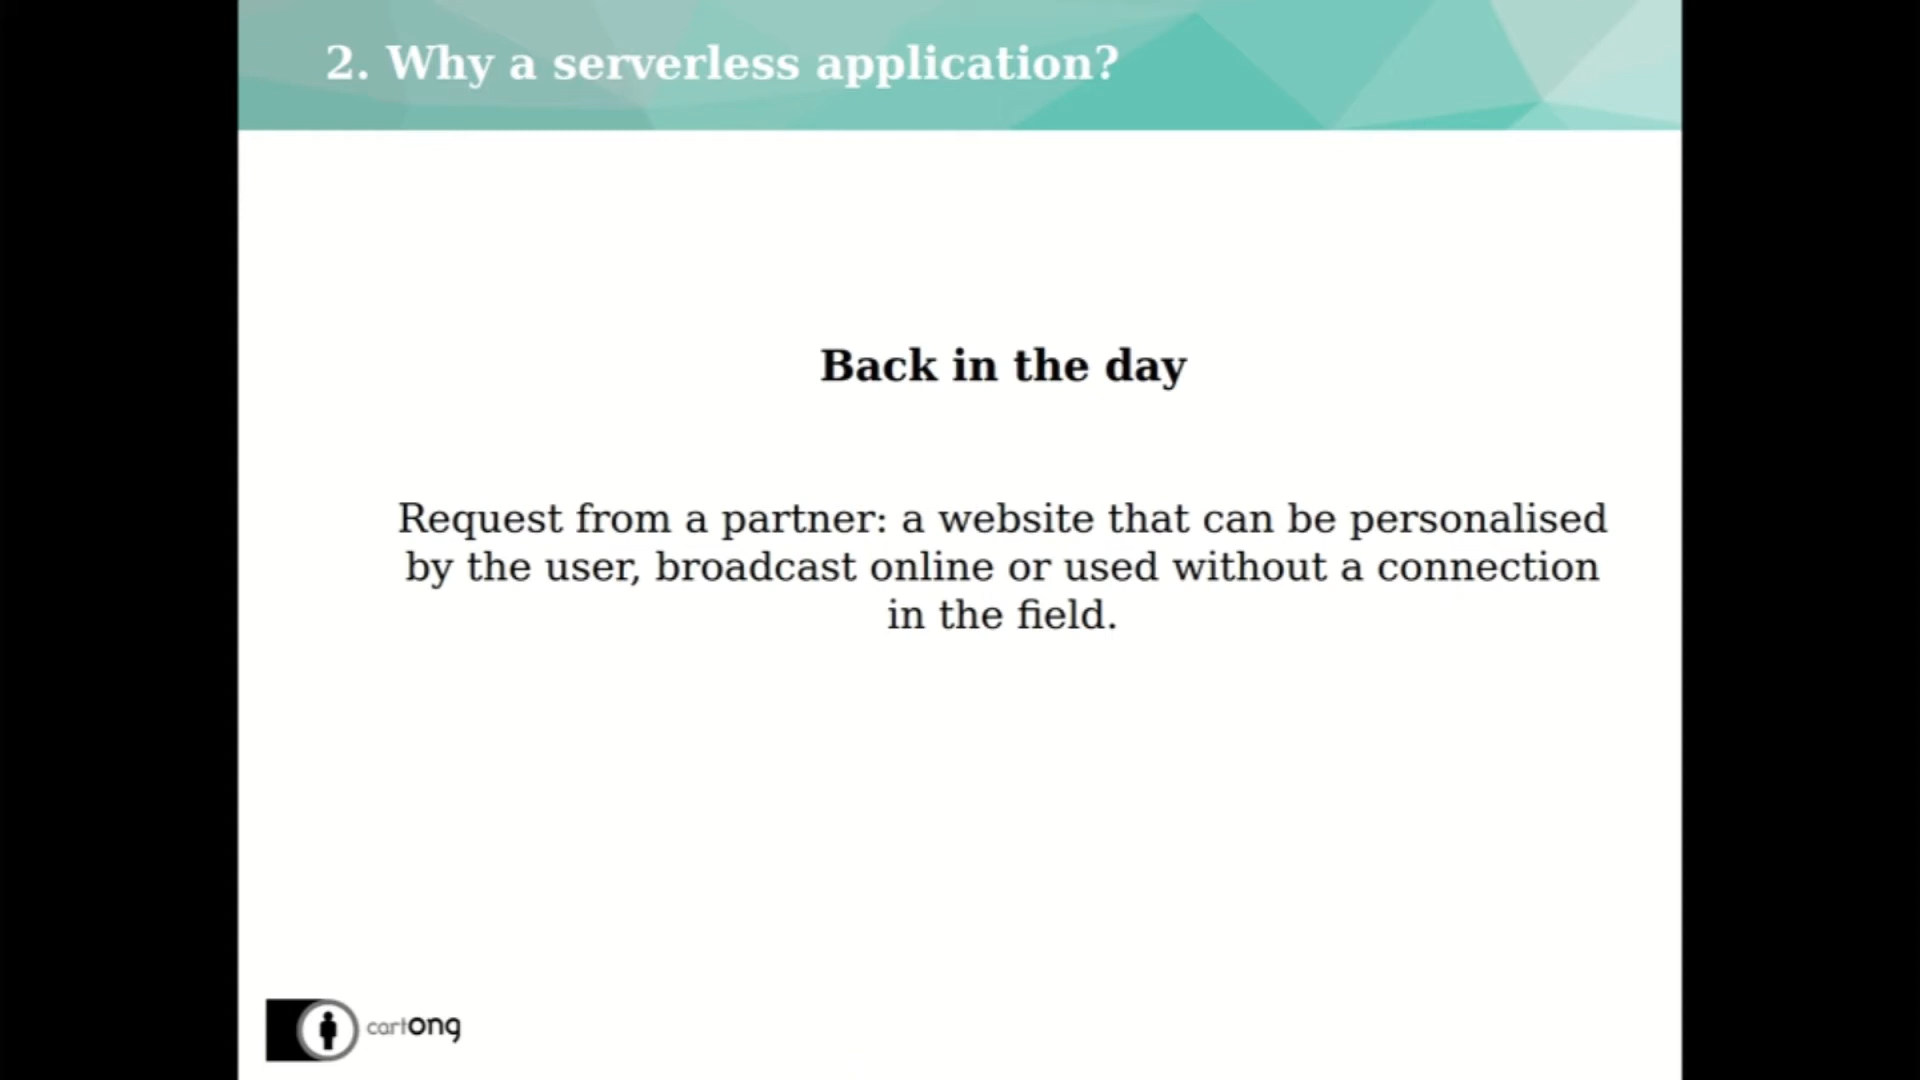 2. Why a serverless application?
Back in the day
Request from a partner: a website that can be personalised
by the user, broadcast online or used without a connection
in the field.
cartong